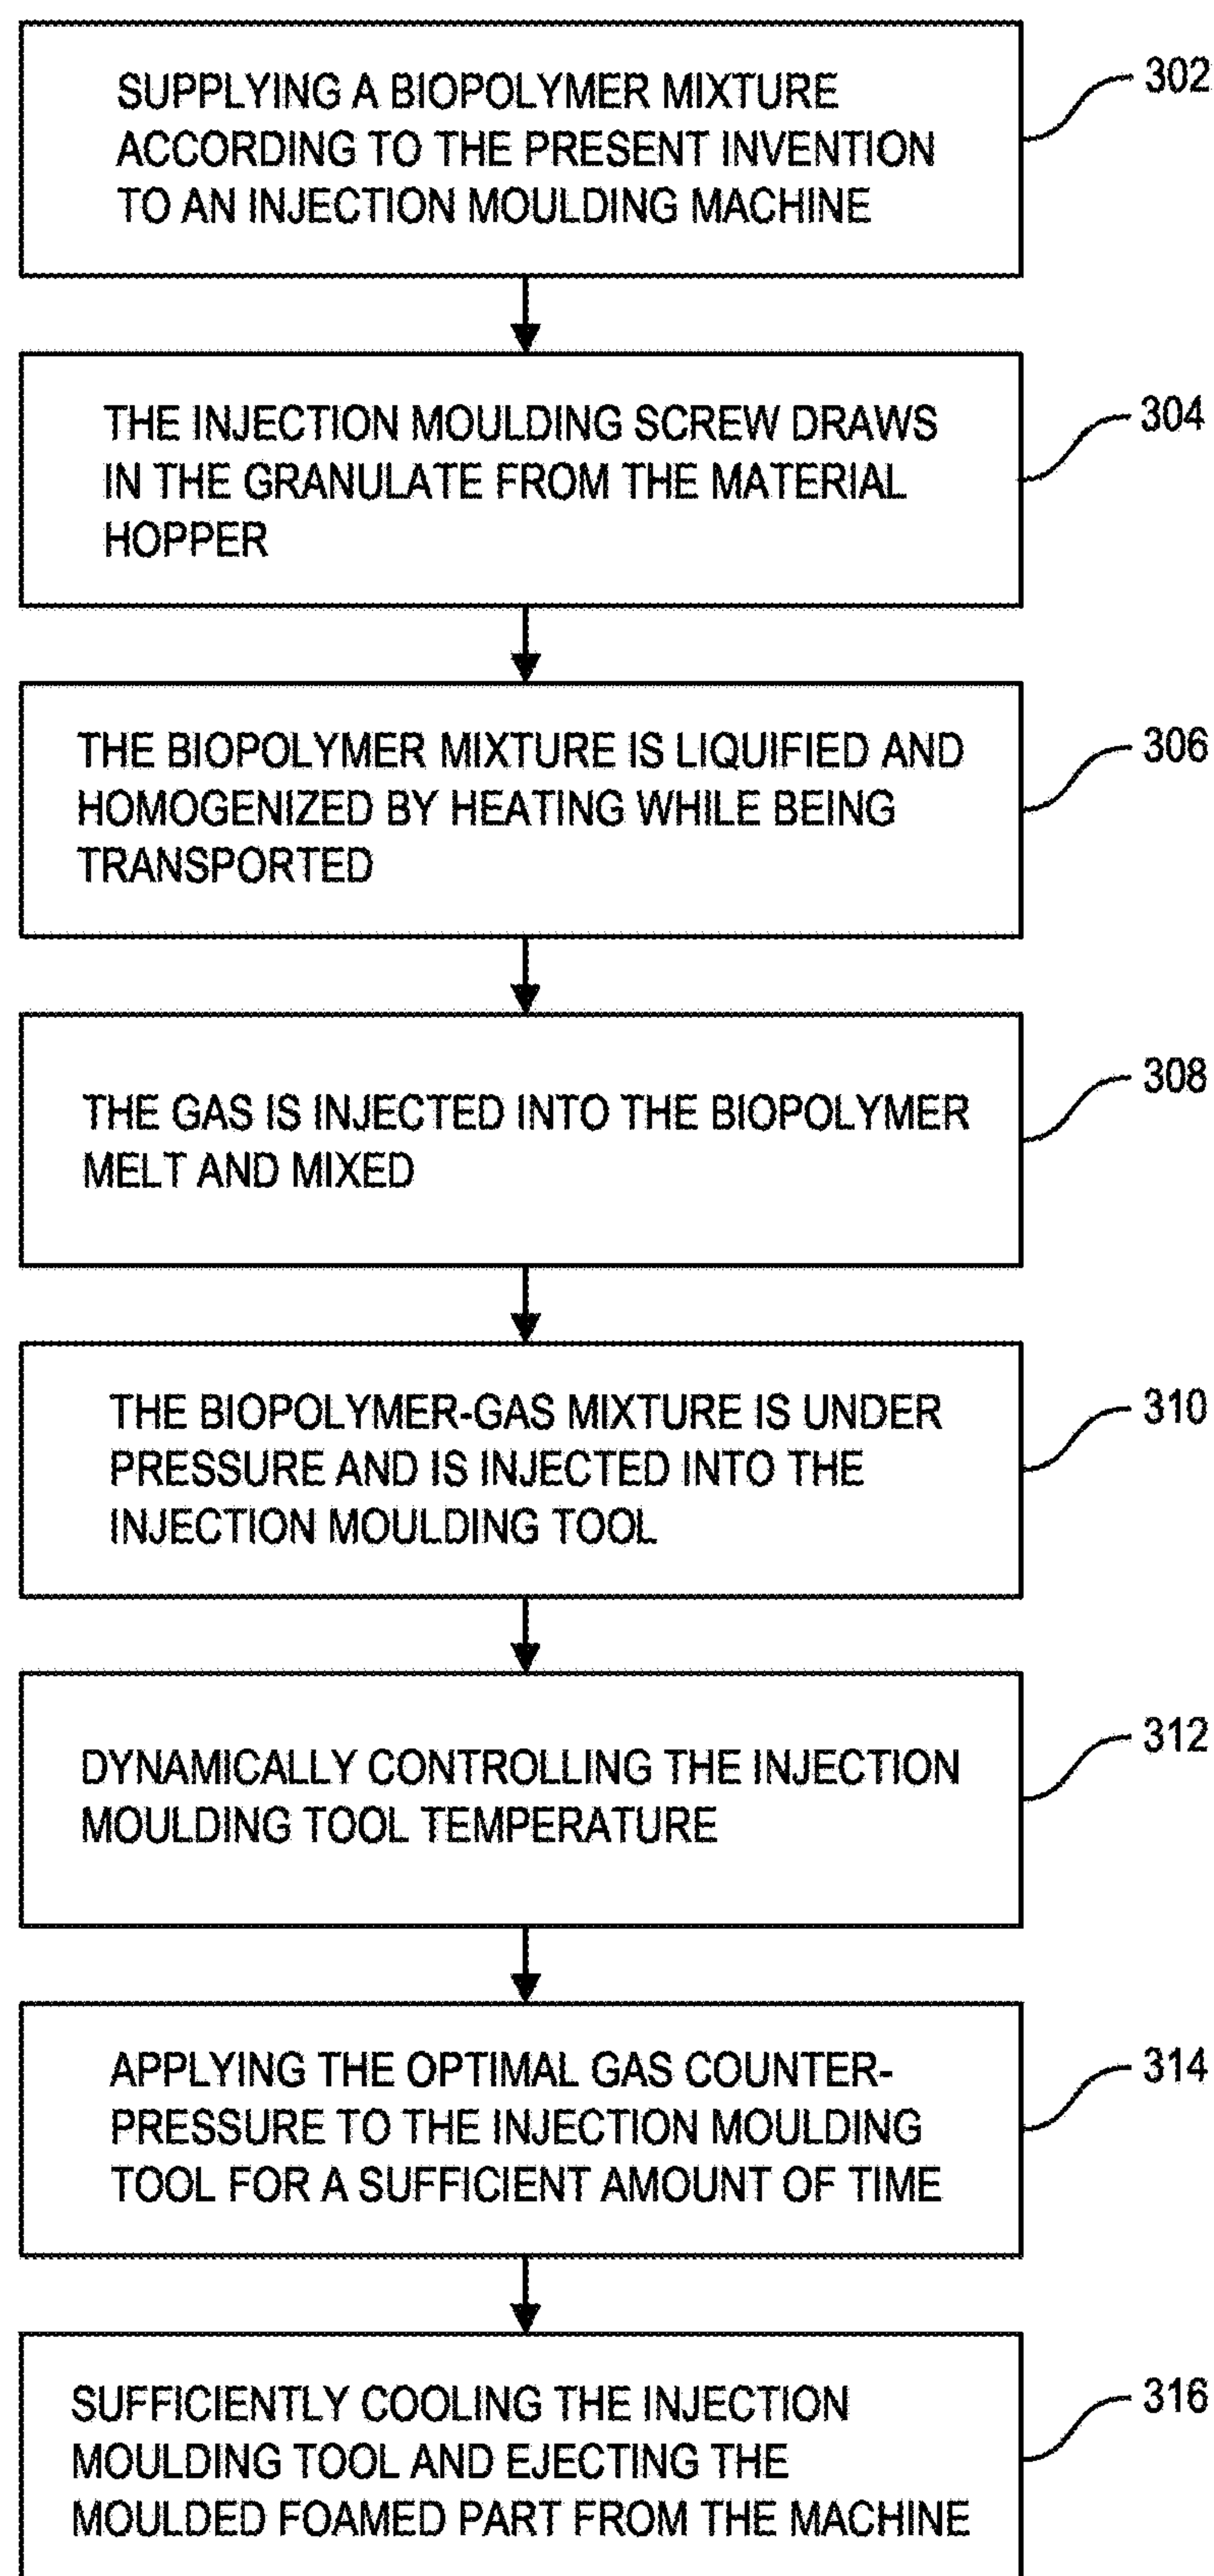 SUPPLYING A BIOPOLYMER MIXTURE
ACCORDING TO THE PRESENT INVENTION
TO AN INJECTION MOULDING MACHINE
302
THE INJECTION MOULDING SCREW DRAWS
IN THE GRANULATE FROM THE MATERIAL
HOPPER
304
THE BIOPOLYMER MIXTURE IS LIQUIFIED AND
HOMOGENIZED BY HEATING WHILE BEING
TRANSPORTED
306
THE GAS IS INJECTED INTO THE BIOPOLYMER
MELT AND MIXED
308
THE BIOPOLYMER-GAS MIXTURE IS UNDER
PRESSURE AND IS INJECTED INTO THE
INJECTION MOULDING TOOL
310
DYNAMICALLY CONTROLLING THE INJECTION
MOULDING TOOL TEMPERATURE
312
APPLYING THE OPTIMAL GAS COUNTER-
PRESSURE TO THE INJECTION MOULDING
TOOL FOR A SUFFICIENT AMOUNT OF TIME
314
SUFFICIENTLY COOLING THE INJECTION
MOULDING TOOL AND EJECTING THE
MOULDED FOAMED PART FROM THE MACHINE
316